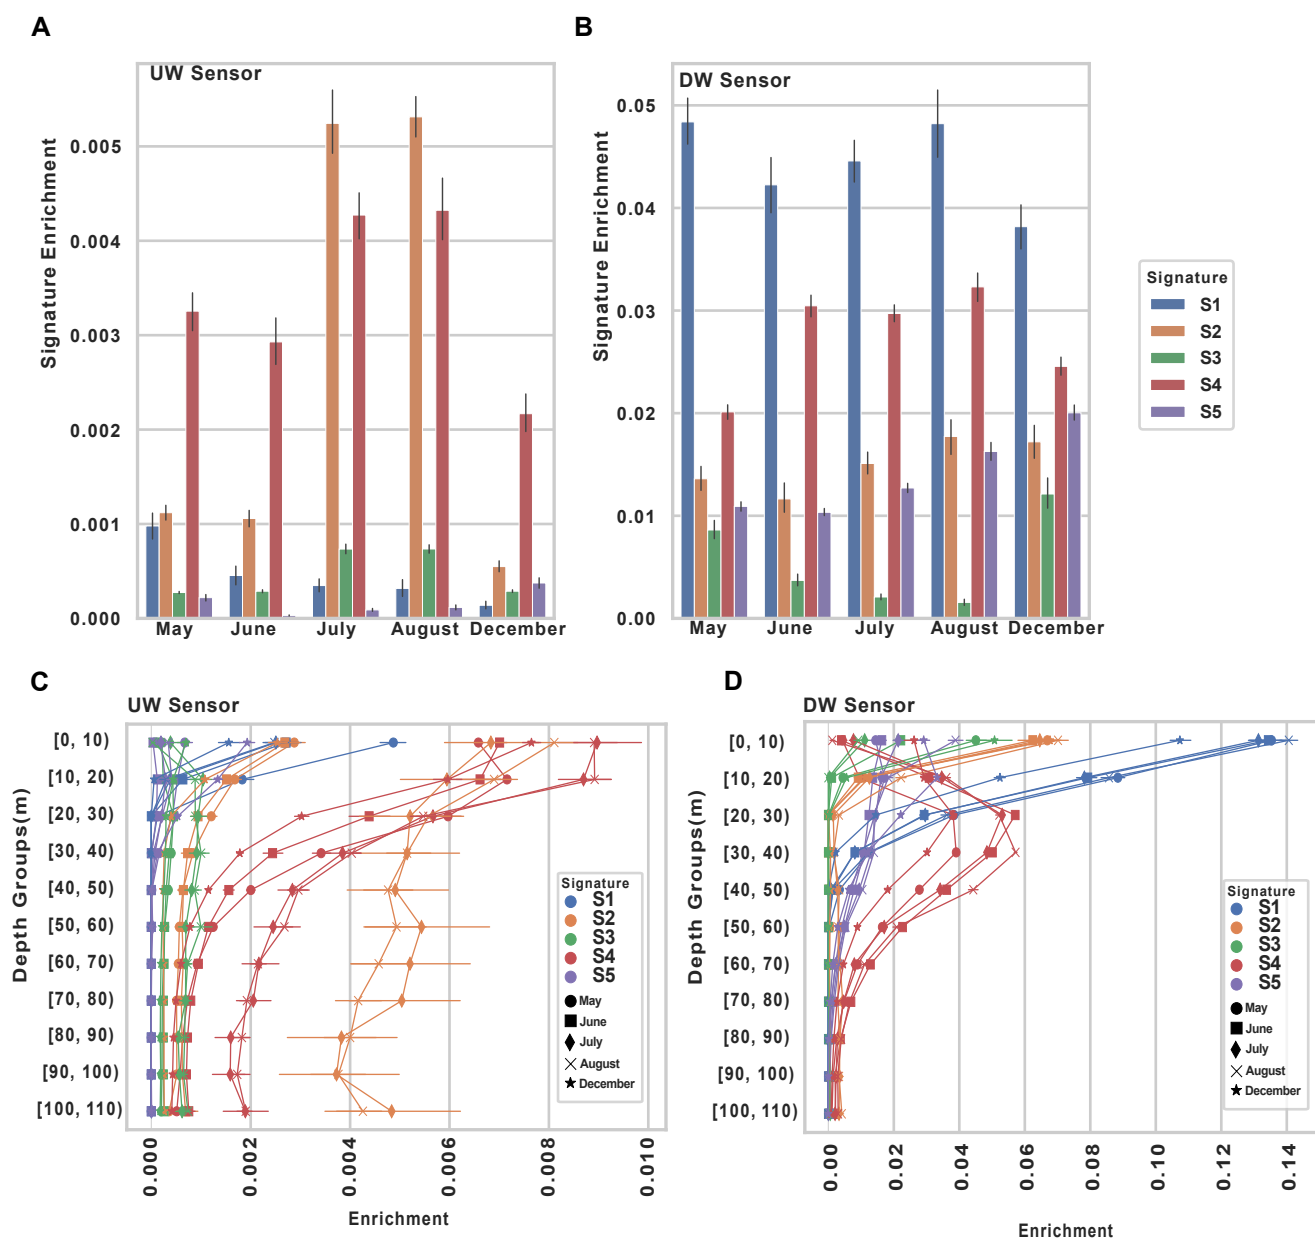 A
UW Sensor
Signature Enrichment
0.005
0.004
0.003
0.002
0.001
0.000
May June July August December
B
DW Sensor
Signature Enrichment
0.05
0.04
0.03
0.02
0.01
0.00
May June July August December
Signature
S1
S2
S3
S4
S5
C
UW Sensor
Depth Groups(m)
[0, 10)
[10, 20)
[20, 30)
[30, 40)
[40, 50)
[50, 60)
[60, 70)
[70, 80)
[80, 90)
[90, 100)
[100, 110)
0.000 0.002 0.004 0.006 0.008 0.010
Enrichment
Signature
S1
S2
S3
S4
S5
May
June
July
August
December
D
DW Sensor
Depth Groups(m)
[0, 10)
[10, 20)
[20, 30)
[30, 40)
[40, 50)
[50, 60)
[60, 70)
[70, 80)
[80, 90)
[90, 100)
[100, 110)
0.00 0.02 0.04 0.06 0.08 0.10 0.12 0.14
Enrichment
Signature
S1
S2
S3
S4
S5
May
June
July
August
December